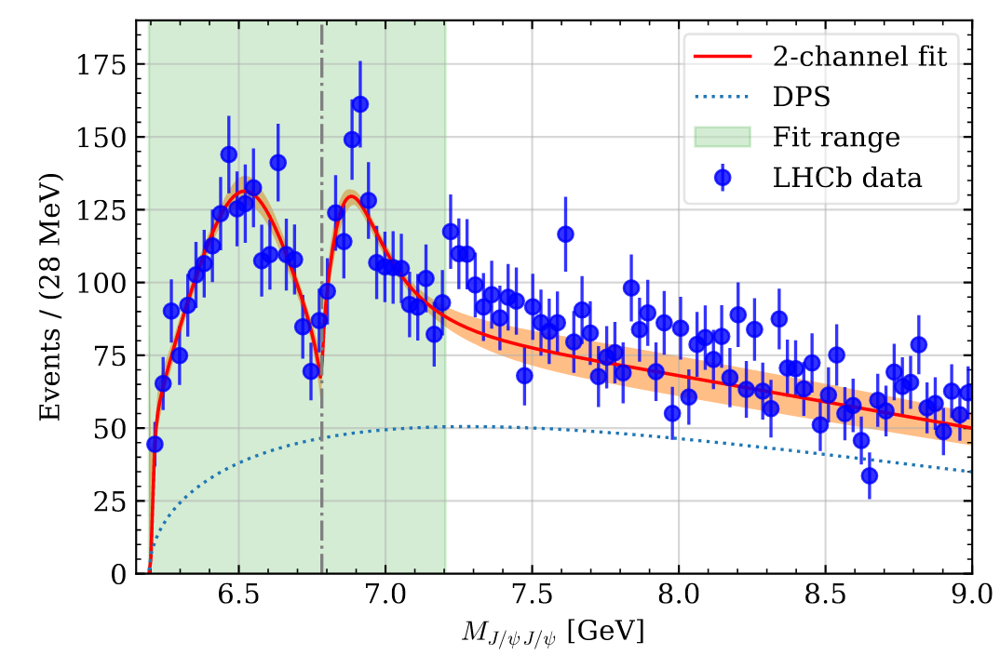 175
150
125
100
75
50
25
0
Events / (28 MeV)
2-channel fit
DPS
Fit range
LHCb data
6.5 7.0 7.5 8.0 8.5 9.0
M_{J/ψ J/ψ} [GeV]